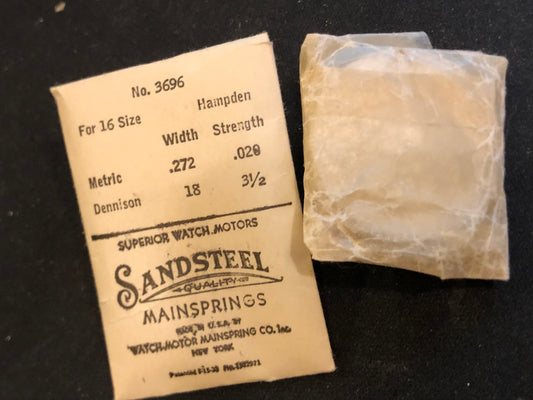 No. 3696
For 16 Size Hampden
Width Strength
Metric .272 .020
Dennison 18 3½
SUPERIOR WATCH MOTORS
SANDSTEEL
QUALITY
MAINSPRINGS
MADE IN U.S.A. BY
WATCH-MOTOR MAINSPRING CO. Inc
NEW YORK
Patented